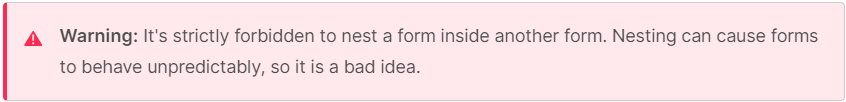 Warning: It's strictly forbidden to nest a form inside another form. Nesting can cause forms
to behave unpredictably, so it is a bad idea.